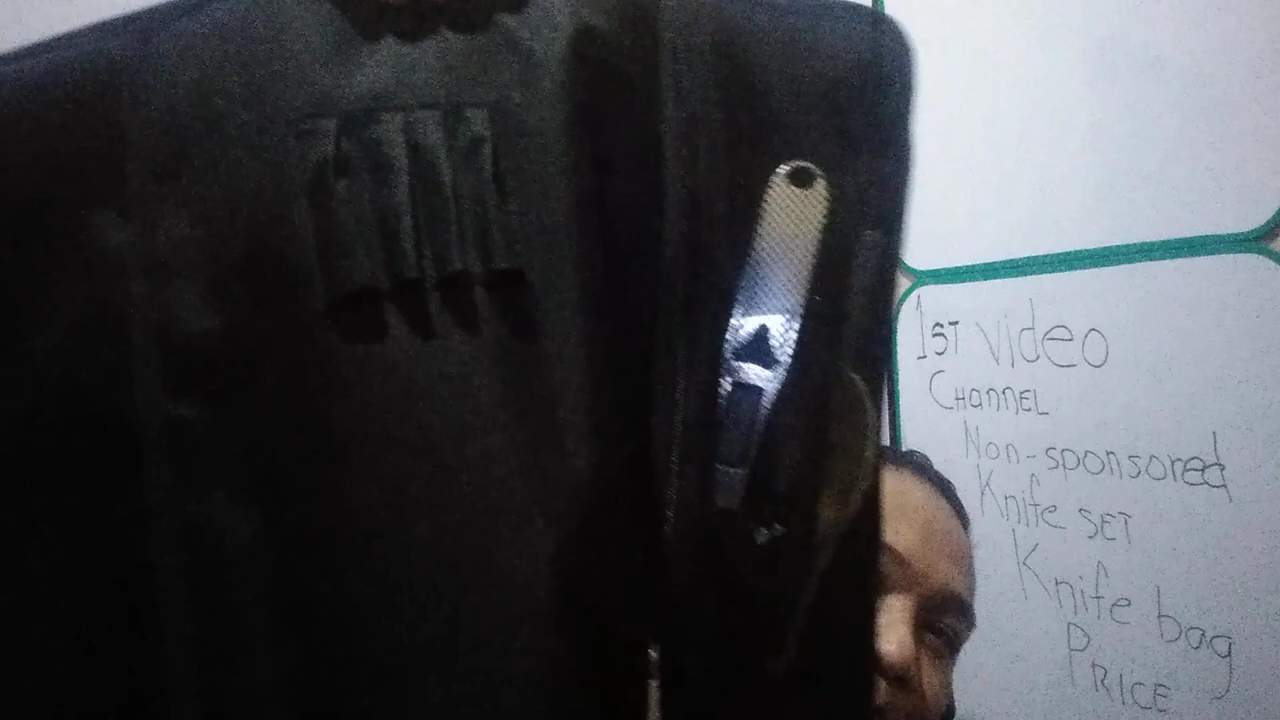 1ST video
CHanneL
Non-sponsored
Knife SET
Knife bag
PRICE